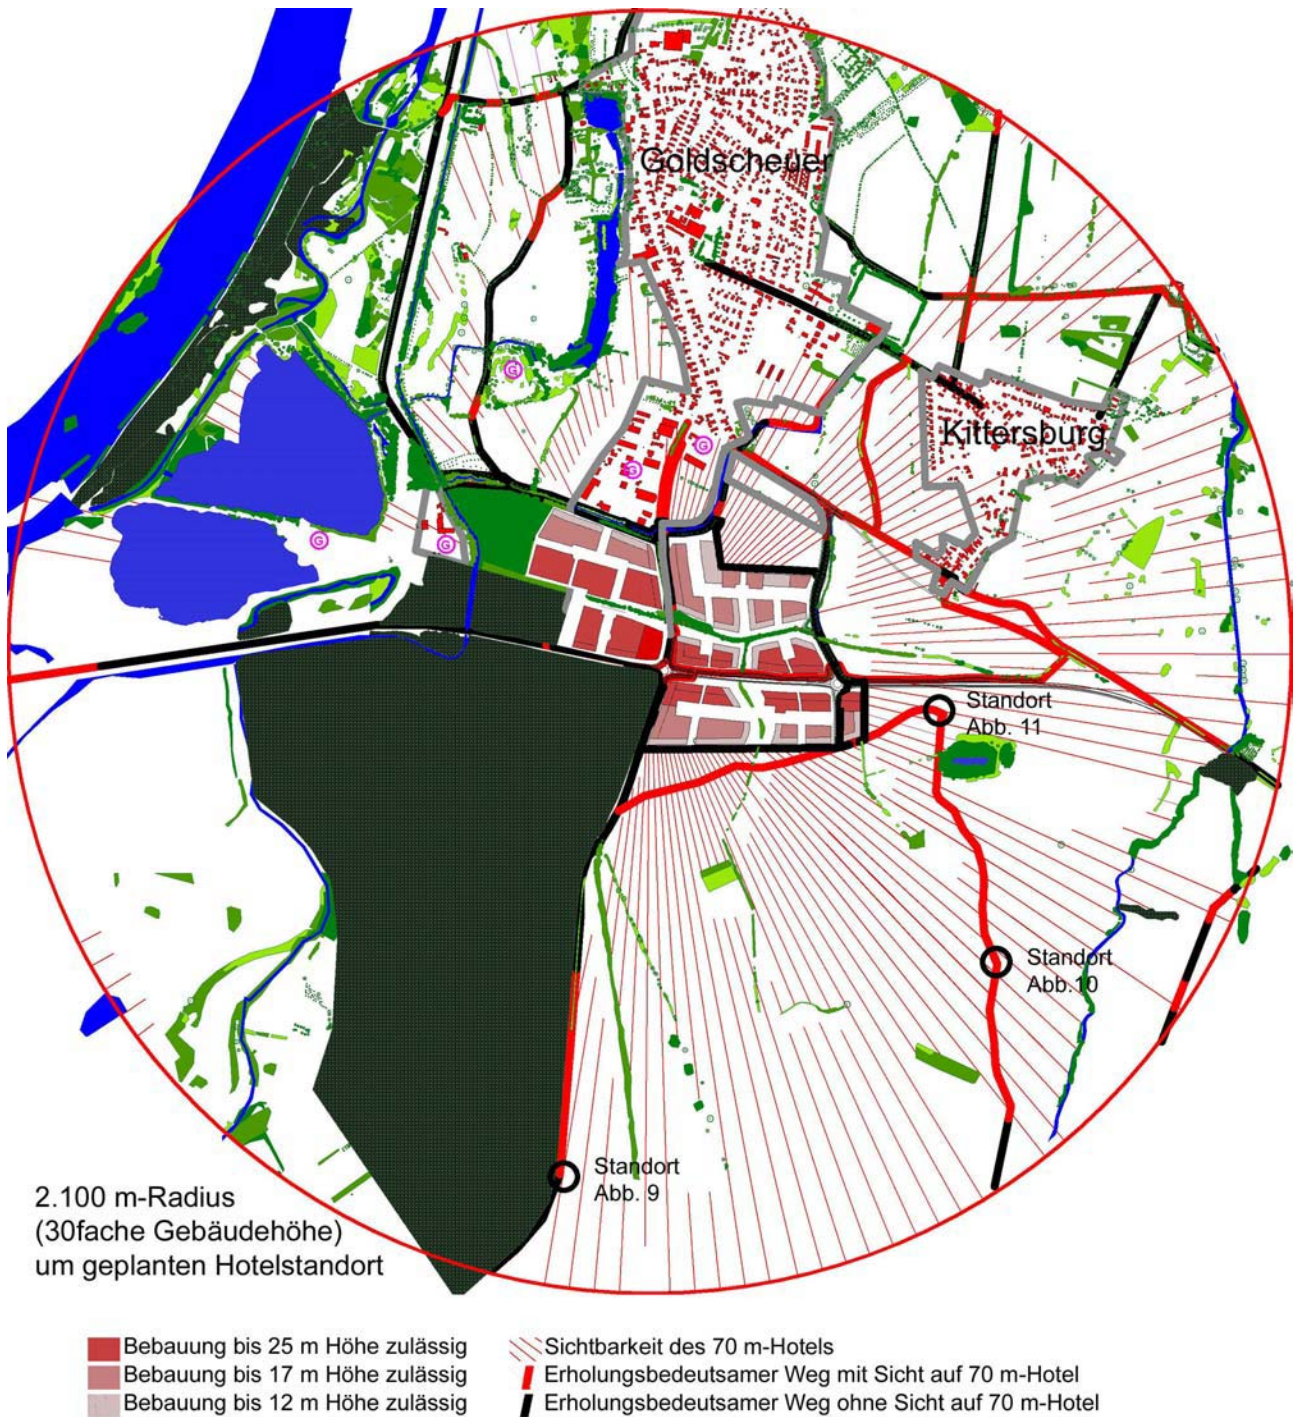 Goldscheuer
G
Kittersburg
G
G
G
G
Standort
Abb. 11
Standort
Abb.10
Standort
Abb. 9
2.100 m-Radius
(30fache Gebäudehöhe)
um geplanten Hotelstandort
Bebauung bis 25 m Höhe zulässig
Bebauung bis 17 m Höhe zulässig
Bebauung bis 12 m Höhe zulässig
Sichtbarkeit des 70 m-Hotels
Erholungsbedeutsamer Weg mit Sicht auf 70 m-Hotel
Erholungsbedeutsamer Weg ohne Sicht auf 70 m-Hotel